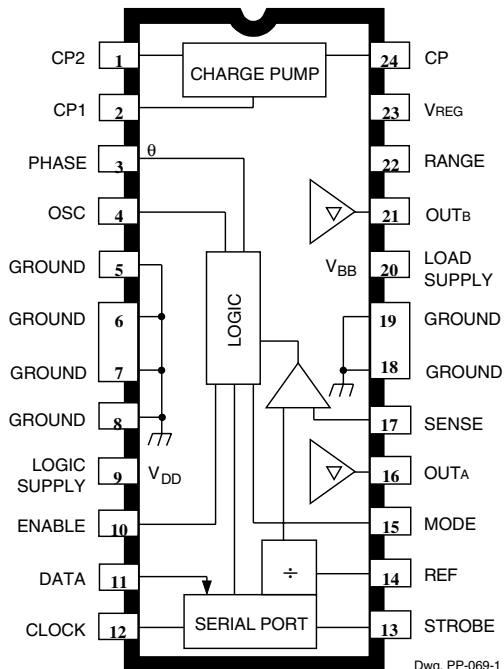 CP2 1 CHARGE PUMP 24 CP
CP1 2 23 VREG
PHASE 3 θ 22 RANGE
OSC 4 21 OUTB
GROUND 5 VBB 20 LOAD SUPPLY
GROUND 6 LOGIC 19 GROUND
GROUND 7 18 GROUND
GROUND 8 17 SENSE
LOGIC SUPPLY 9 VDD 16 OUTA
ENABLE 10 15 MODE
DATA 11 ÷ 14 REF
CLOCK 12 SERIAL PORT 13 STROBE
Dwg. PP-069-1